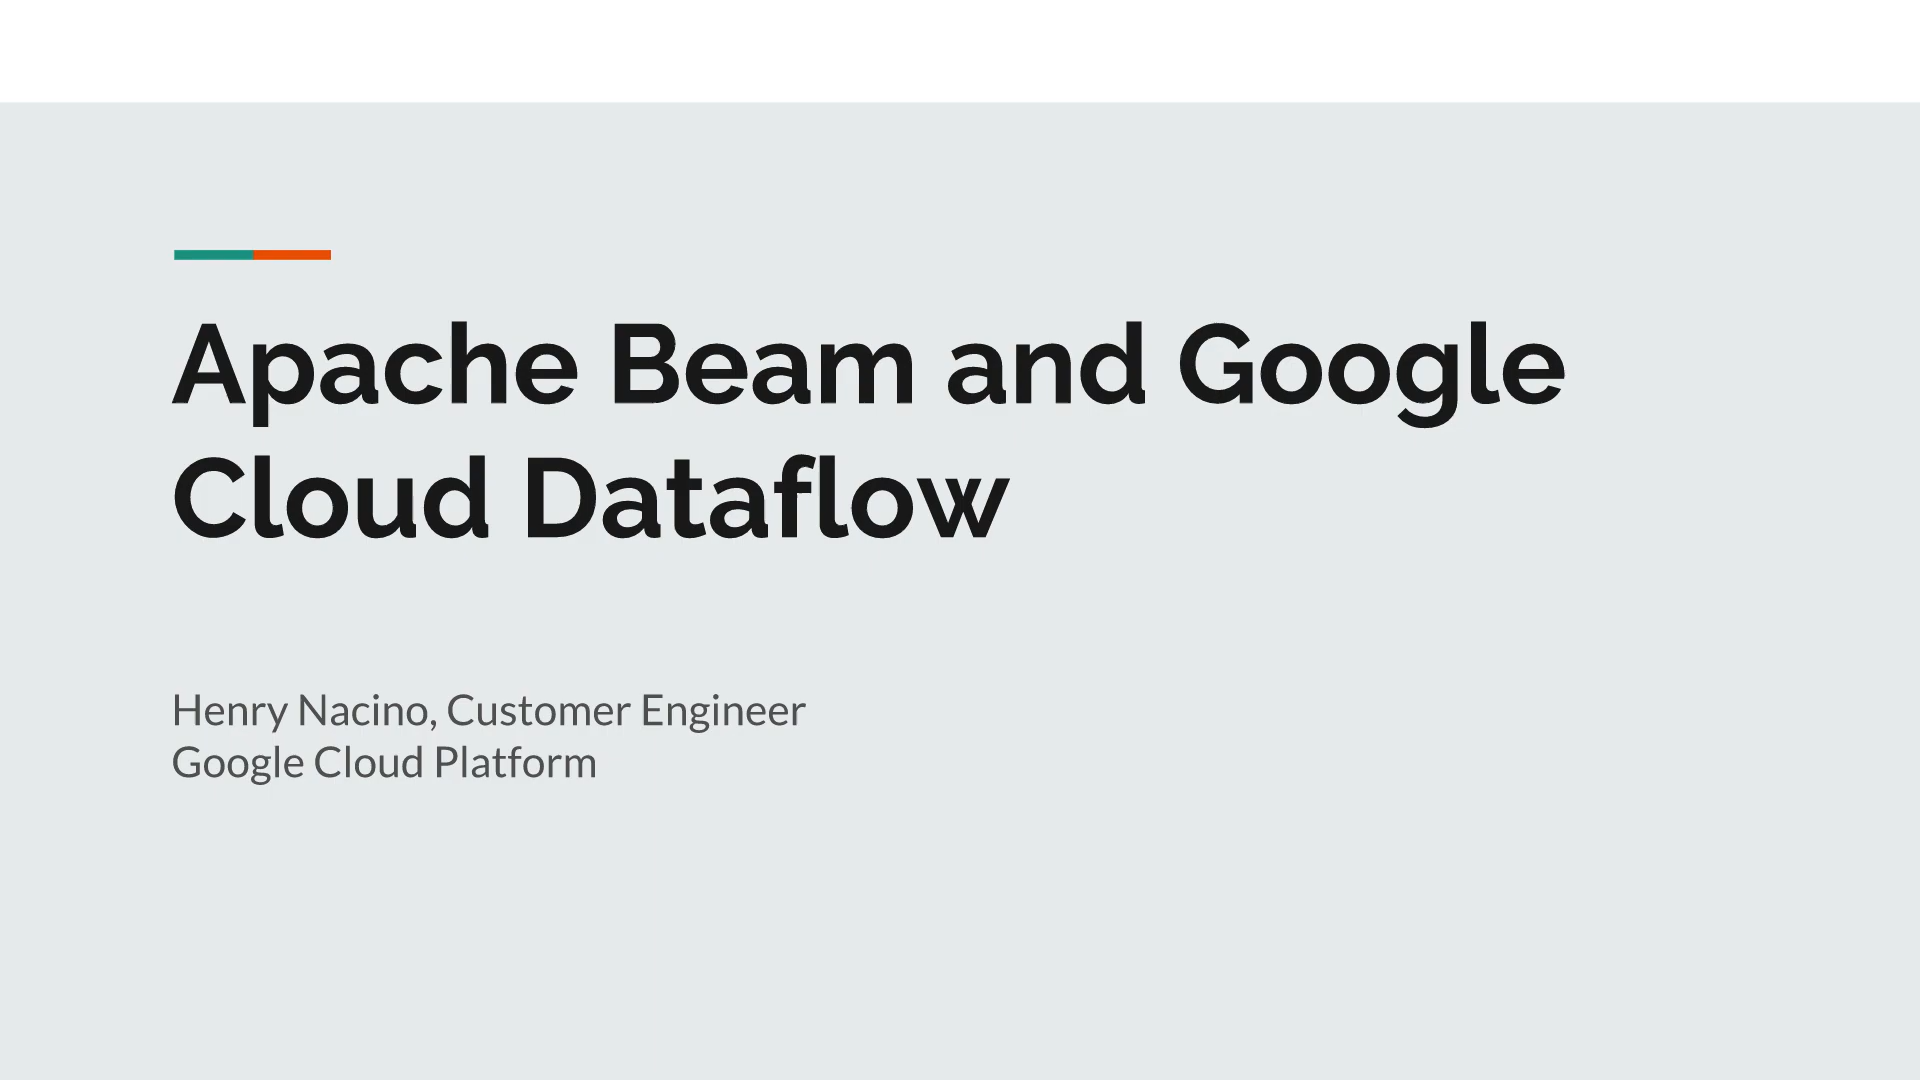 Apache Beam and Google
Cloud Dataflow
Henry Nacino, Customer Engineer
Google Cloud Platform